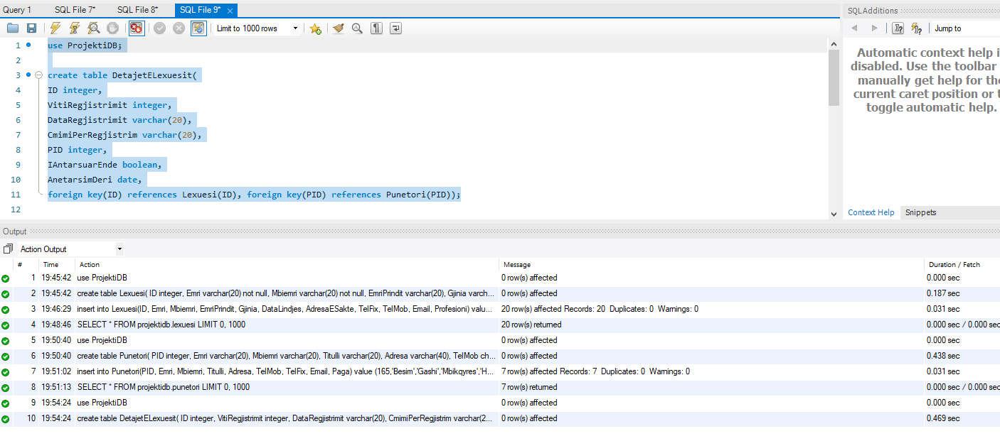 Query 1 SQL File 7* SQL File 8* SQL File 9* SQLAdditions
Limit to 1000 rows Jump to
1 use ProjektiDB;
2
3 create table DetajetELexuesit(
4 ID integer,
5 VitiRegjistrimit integer,
6 DataRegjistrimit varchar(20),
7 CmimiPerRegjistrim varchar(20),
8 PID integer,
9 IAntarsuarEnde boolean,
10 AnetarsimDeri date,
11 foreign key(ID) references Lexuesi(ID), foreign key(PID) references Punetori(PID));
12
Automatic context help i
disabled. Use the toolbar
manually get help for the
current caret position or t
toggle automatic help.
Context Help Snippets
Output
Action Output
# Time Action Message Duration / Fetch
1 19:45:42 use ProjektiDB 0 row(s) affected 0.000 sec
2 19:45:42 create table Lexuesi( ID integer, Emri varchar(20) not null, Mbiemri varchar(20) not null, EmriPrindit varchar(20), Gjinia varch... 0 row(s) affected 0.187 sec
3 19:46:29 insert into Lexuesi(ID, Emri, Mbiemri, EmriPrindit, Gjinia, DataLindjes, AdresaESakte, TelFix, TelMob, Email, Profesioni) valu... 20 row(s) affected Records: 20 Duplicates: 0 Warnings: 0 0.031 sec
4 19:48:46 SELECT * FROM projektidb.lexuesi LIMIT 0, 1000 20 row(s) returned 0.000 sec / 0.000 sec
5 19:50:40 use ProjektiDB 0 row(s) affected 0.000 sec
6 19:50:40 create table Punetori( PID integer, Emri varchar(20), Mbiemri varchar(20), Titulli varchar(20), Adresa varchar(40), TelMob ch... 0 row(s) affected 0.438 sec
7 19:51:02 insert into Punetori(PID, Emri, Mbiemri, Titulli, Adresa, TelMob, TelFix, Email, Paga) value (165,'Besim','Gashi','Mbikqyres','H... 7 row(s) affected Records: 7 Duplicates: 0 Warnings: 0 0.031 sec
8 19:51:13 SELECT * FROM projektidb.punetori LIMIT 0, 1000 7 row(s) returned 0.000 sec / 0.000 sec
9 19:54:24 use ProjektiDB 0 row(s) affected 0.000 sec
10 19:54:24 create table DetajetELexuesit( ID integer, VitiRegjistrimit integer, DataRegjistrimit varchar(20), CmimiPerRegjistrim varchar(2... 0 row(s) affected 0.469 sec